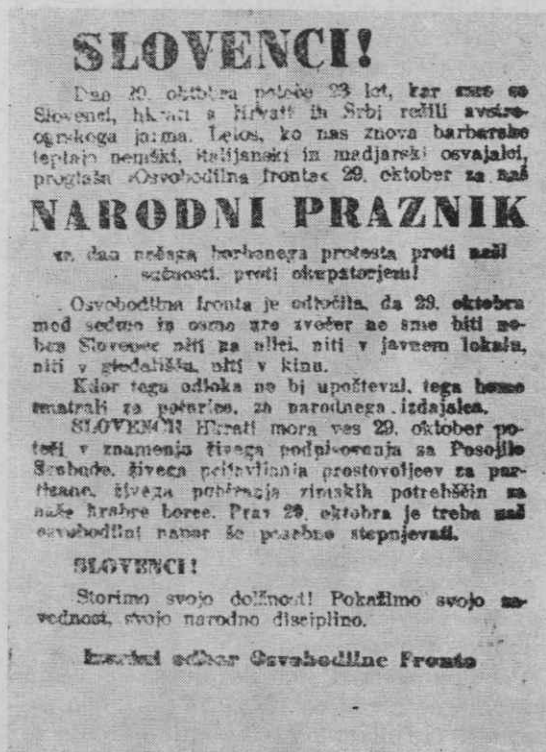 SLOVENCI!
Dne 29. oktobra poteče 23 let, kar smo se
Slovenci, hkrati s Hrvati in Srbi rešili avstro-
ogrskega jarma. Letos, ko nas znova barbarsko
teptajo nemški, italijanski in madjarski osvajalci,
proglaša »Osvobodilna fronta« 29. oktober za naš
NARODNI PRAZNIK
za dan našega borbenega protesta proti naši
sužnosti, proti okupatorjem!
Osvobodilna fronta je odločila, da 29. oktobra
med sedmo in osmo uro zvečer ne sme biti no-
ben Slovenec niti na ulici, niti v javnem lokalu,
niti v gledališču, niti v kinu.
Kdor tega odloka ne bi upošteval, tega bomo
smatrali za za narodnega izdajalca.
SLOVENCI! Hkrati mora ves 29. oktober po-
teči v znamenju živega podpisovanja za Posojilo
Svobode, živega pridobivanja prostovoljcev za par-
tizane, živega pobiranja zimskih potrebščin za
naše hrabre borce. Prav 29. oktobra je treba naš
osvobodilni napor še posebno stopnjevati.
SLOVENCI!
Storimo svojo dolžnost! Pokažimo svojo za-
vednost, svojo narodno disciplino.
Izvršni odbor Osvobodilne Fronte